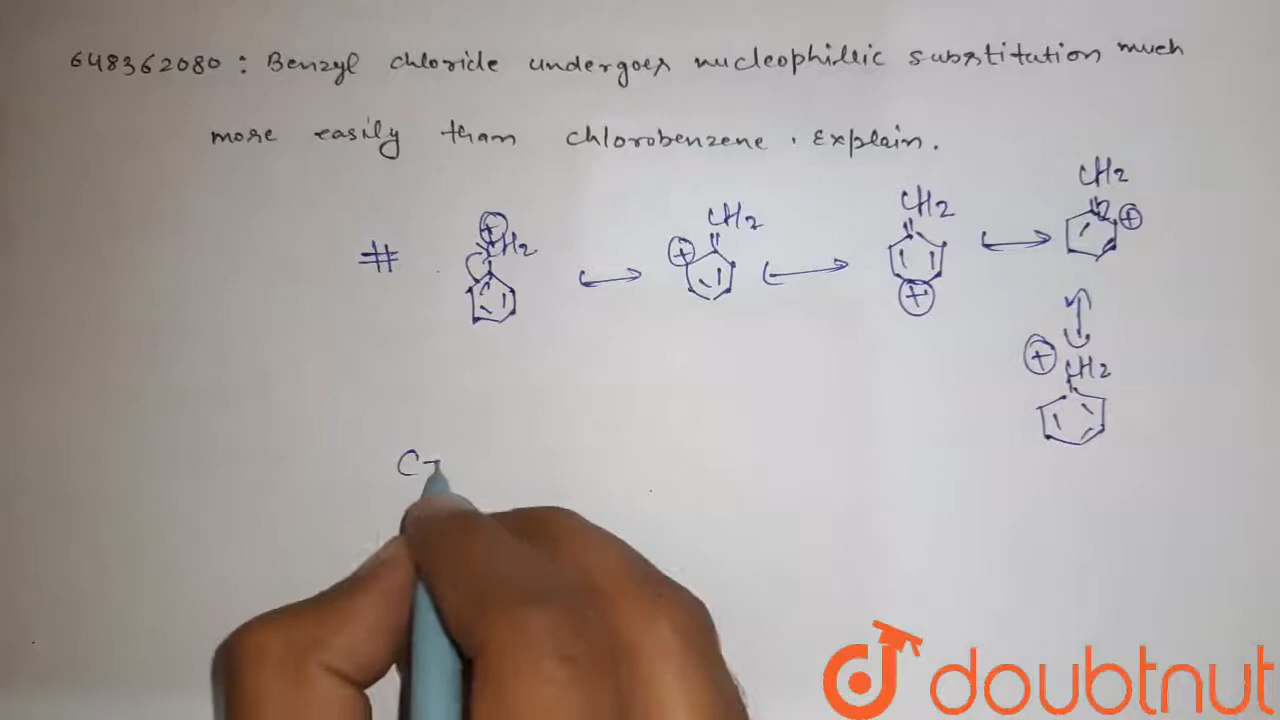 648362080 : Benzyl chloride undergoes nucleophillic substitution much
more easily than chlorobenzene . Explain.
CH2
CH2
CH2
CH2
#
CH2
C
doubtnut